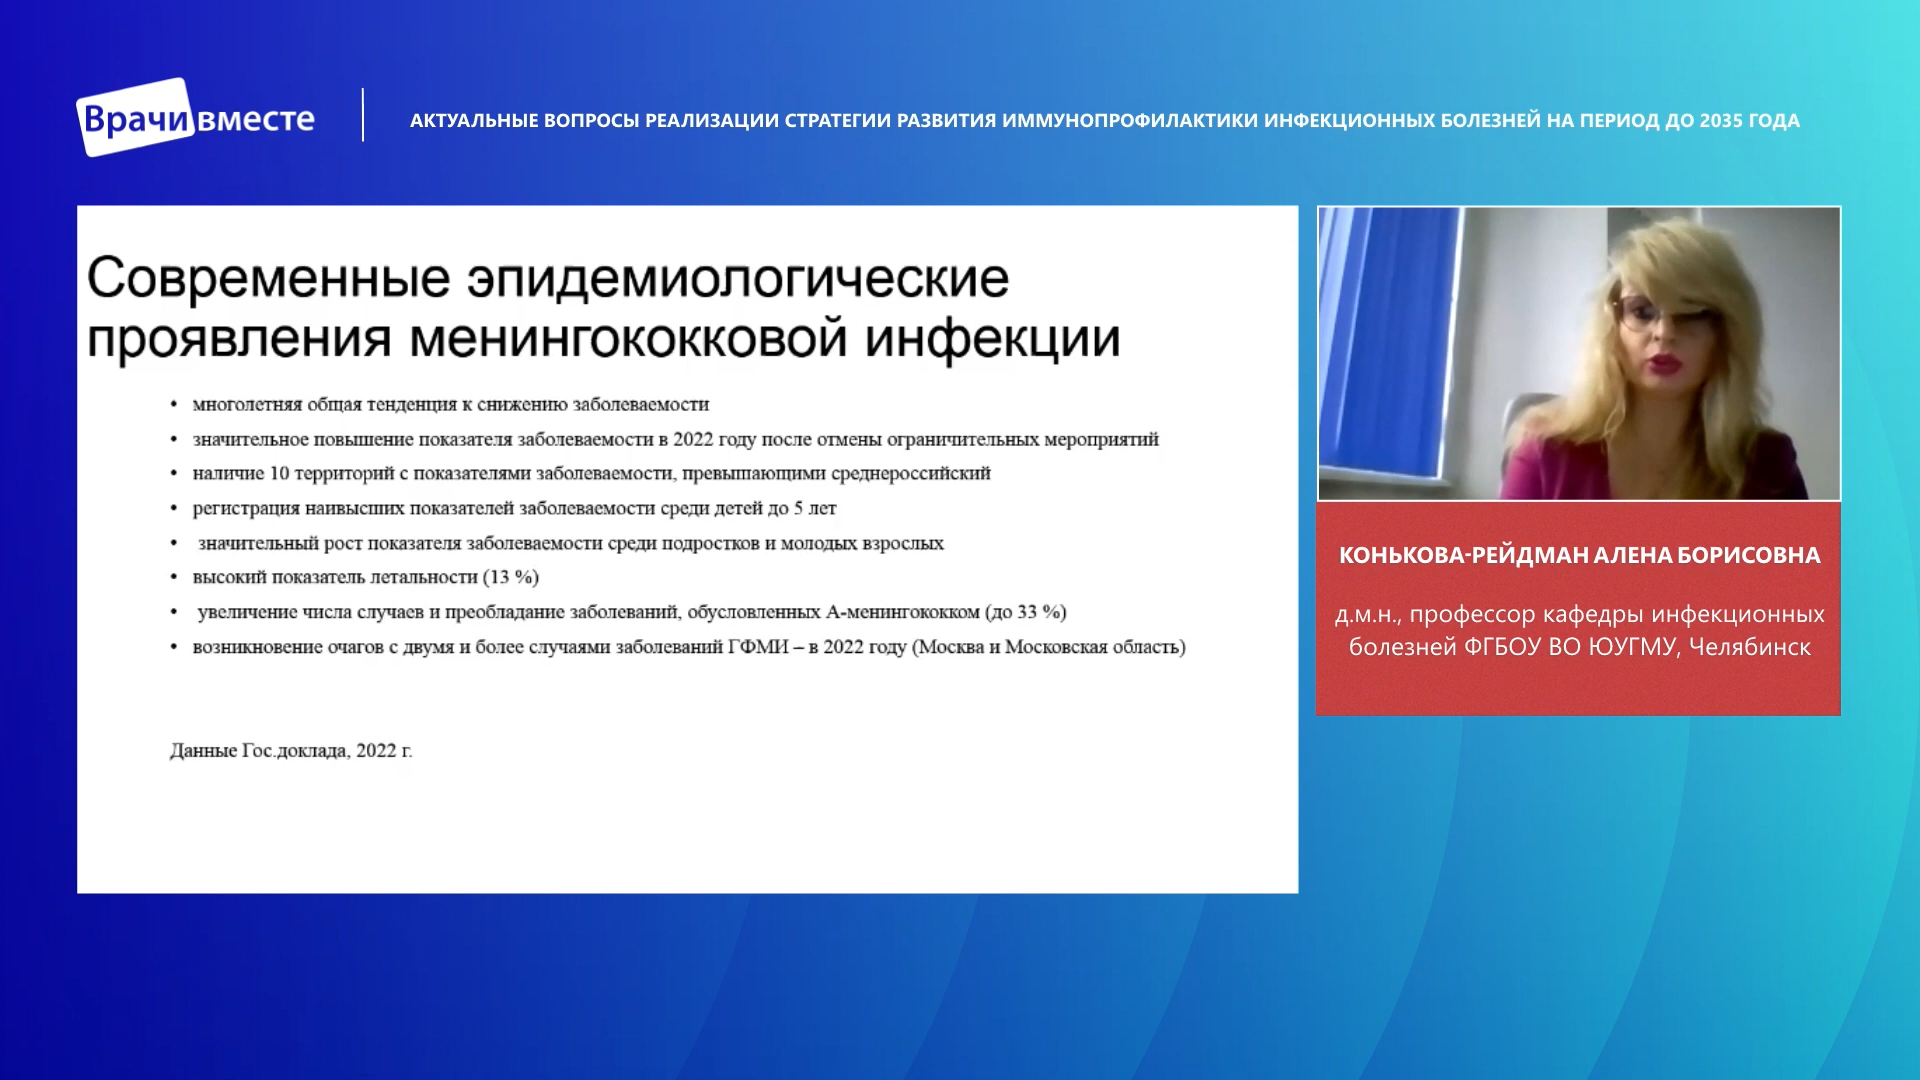 Врачи вместе
АКТУАЛЬНЫЕ ВОПРОСЫ РЕАЛИЗАЦИИ СТРАТЕГИИ РАЗВИТИЯ ИММУНОПРОФИЛАКТИКИ ИНФЕКЦИОННЫХ БОЛЕЗНЕЙ НА ПЕРИОД ДО 2035 ГОДА
Современные эпидемиологические
проявления менингококковой инфекции
• многолетняя общая тенденция к снижению заболеваемости
• значительное повышение показателя заболеваемости в 2022 году после отмены ограничительных мероприятий
• наличие 10 территорий с показателями заболеваемости, превышающими среднероссийский
• регистрация наивысших показателей заболеваемости среди детей до 5 лет
• значительный рост показателя заболеваемости среди подростков и молодых взрослых
• высокий показатель летальности (13 %)
• увеличение числа случаев и преобладание заболеваний, обусловленных А-менингококком (до 33 %)
• возникновение очагов с двумя и более случаями заболеваний ГФМИ – в 2022 году (Москва и Московская область)
Данные Гос.доклада, 2022 г.
КОНЬКОВА-РЕЙДМАН АЛЕНА БОРИСОВНА
д.м.н., профессор кафедры инфекционных
болезней ФГБОУ ВО ЮУГМУ, Челябинск